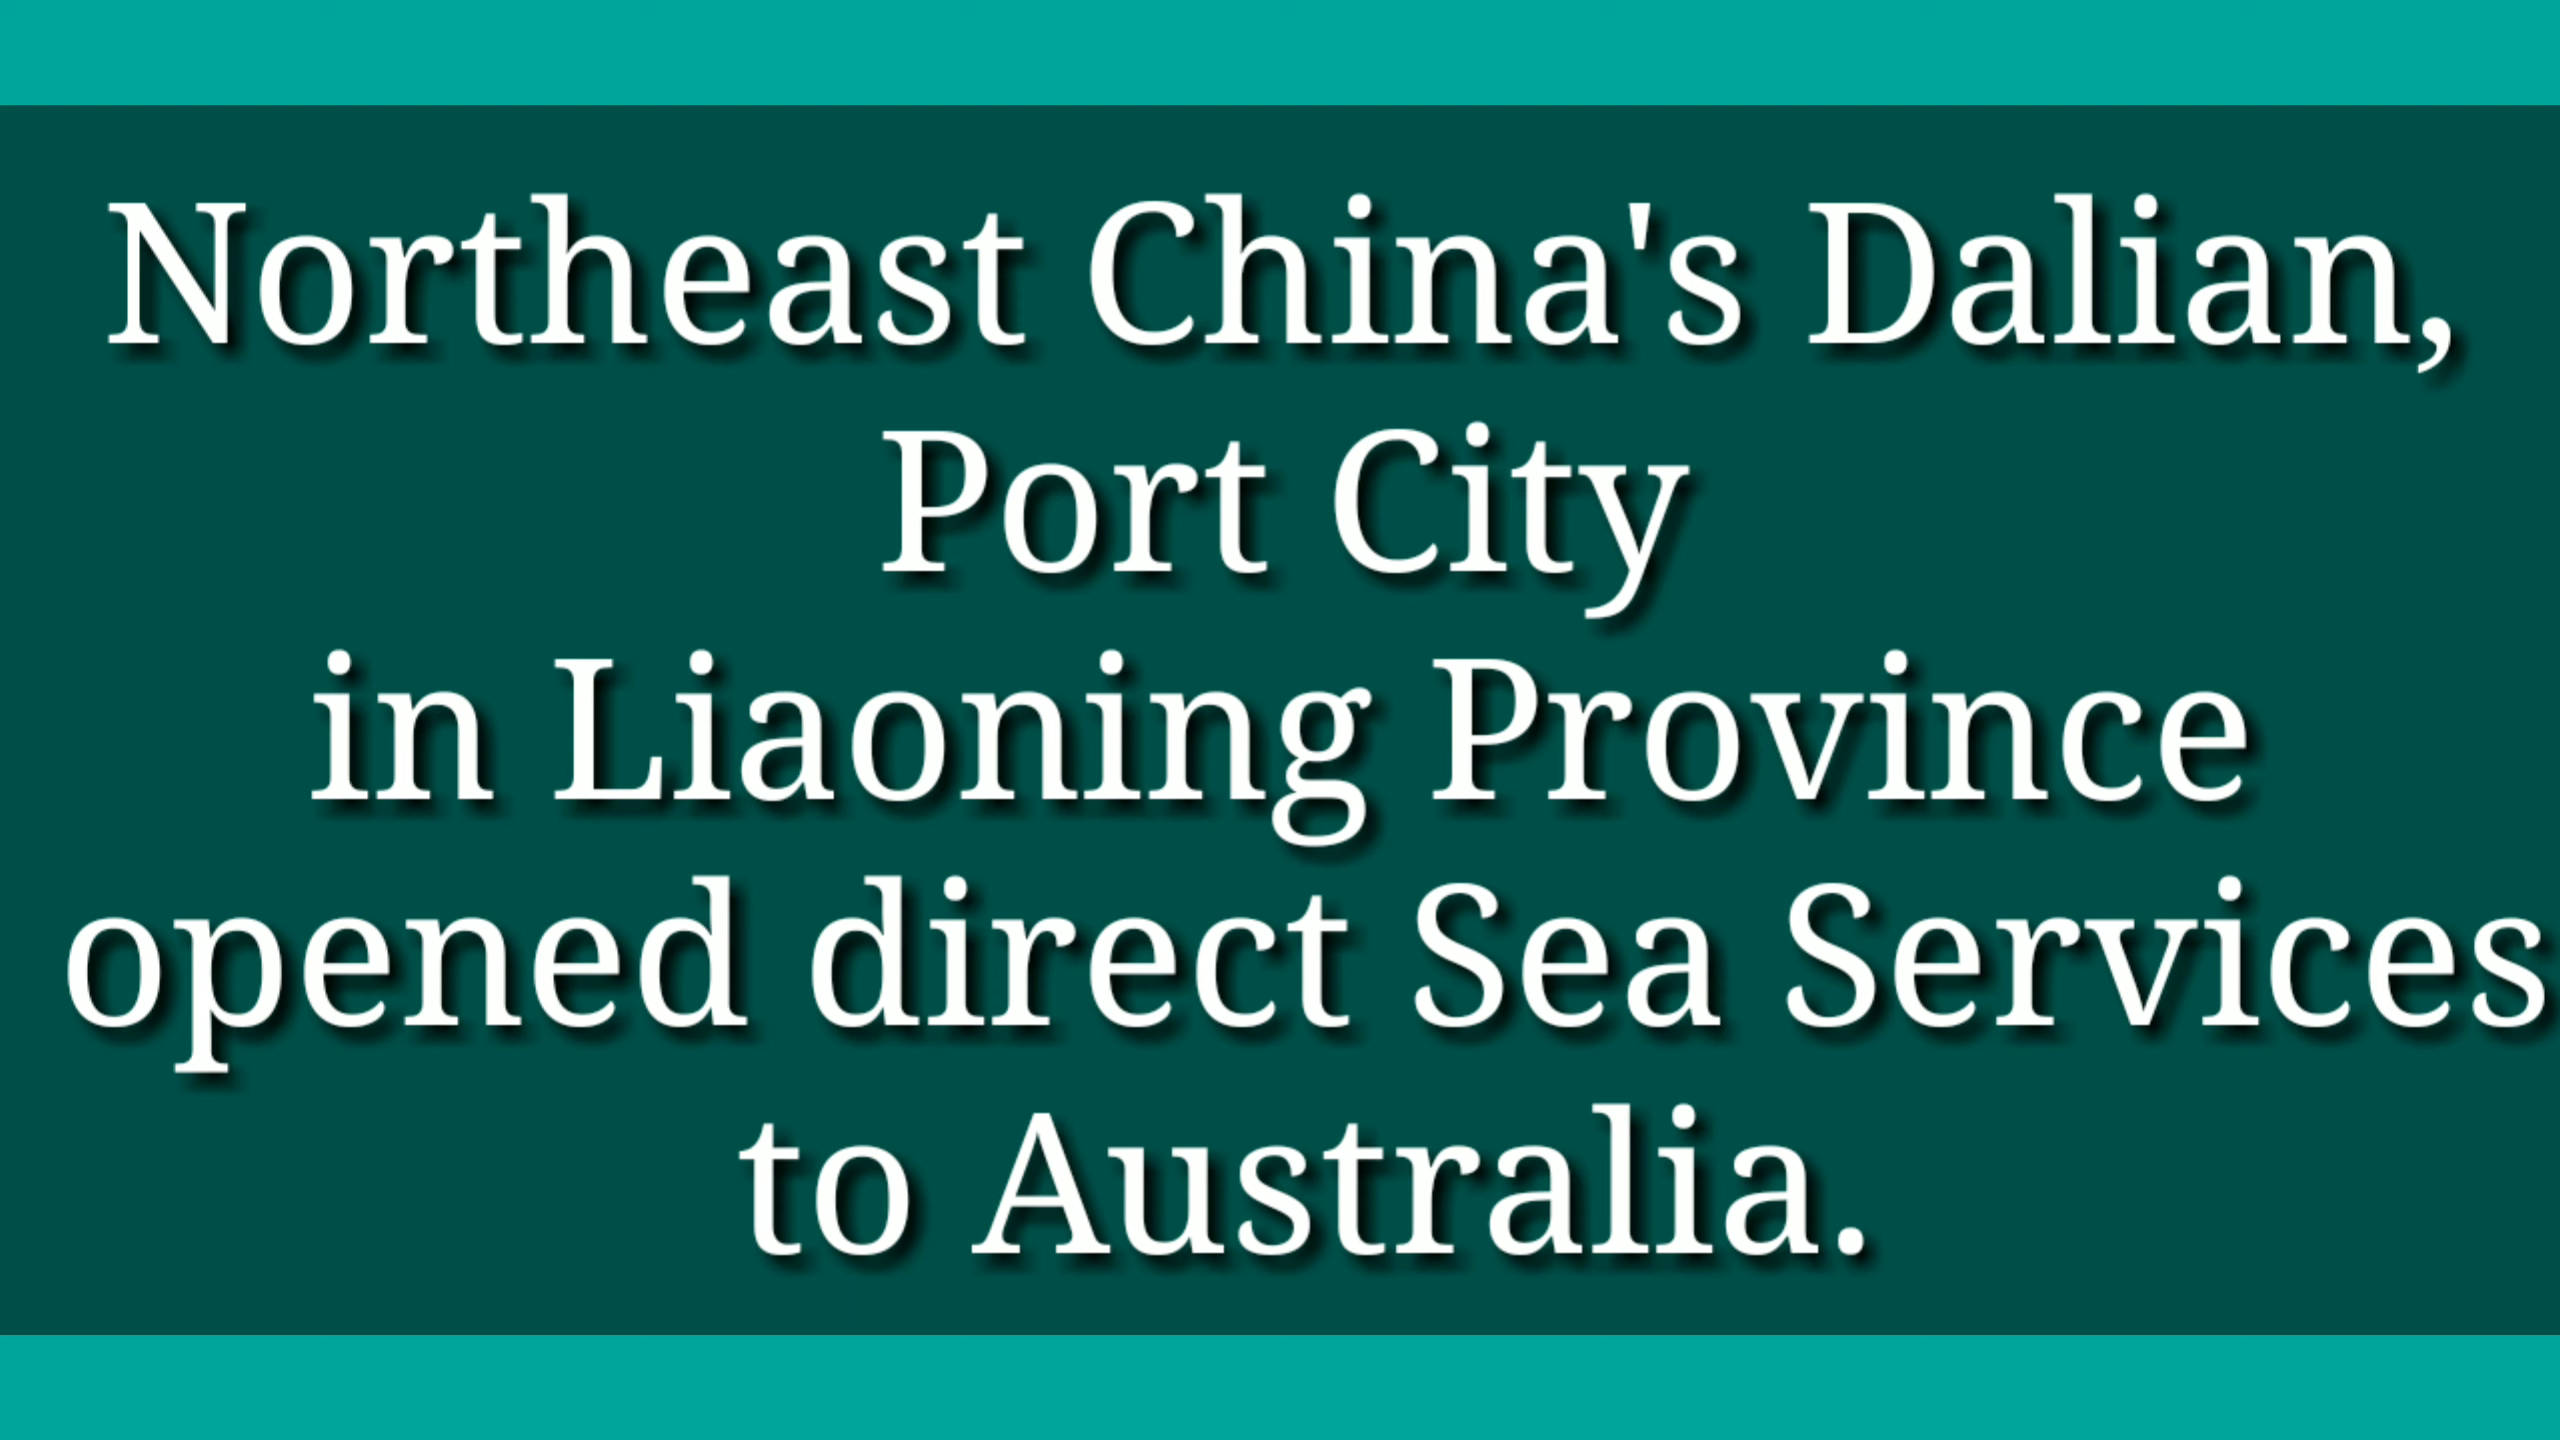 Northeast China's Dalian,
Port City
in Liaoning Province
opened direct Sea Services
to Australia.